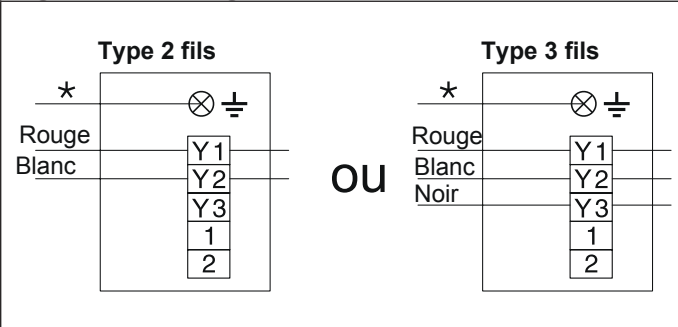 Type 2 fils
*
Rouge
Blanc
Y1
Y2
Y3
1
2
ou
Type 3 fils
*
Rouge
Blanc
Noir
Y1
Y2
Y3
1
2